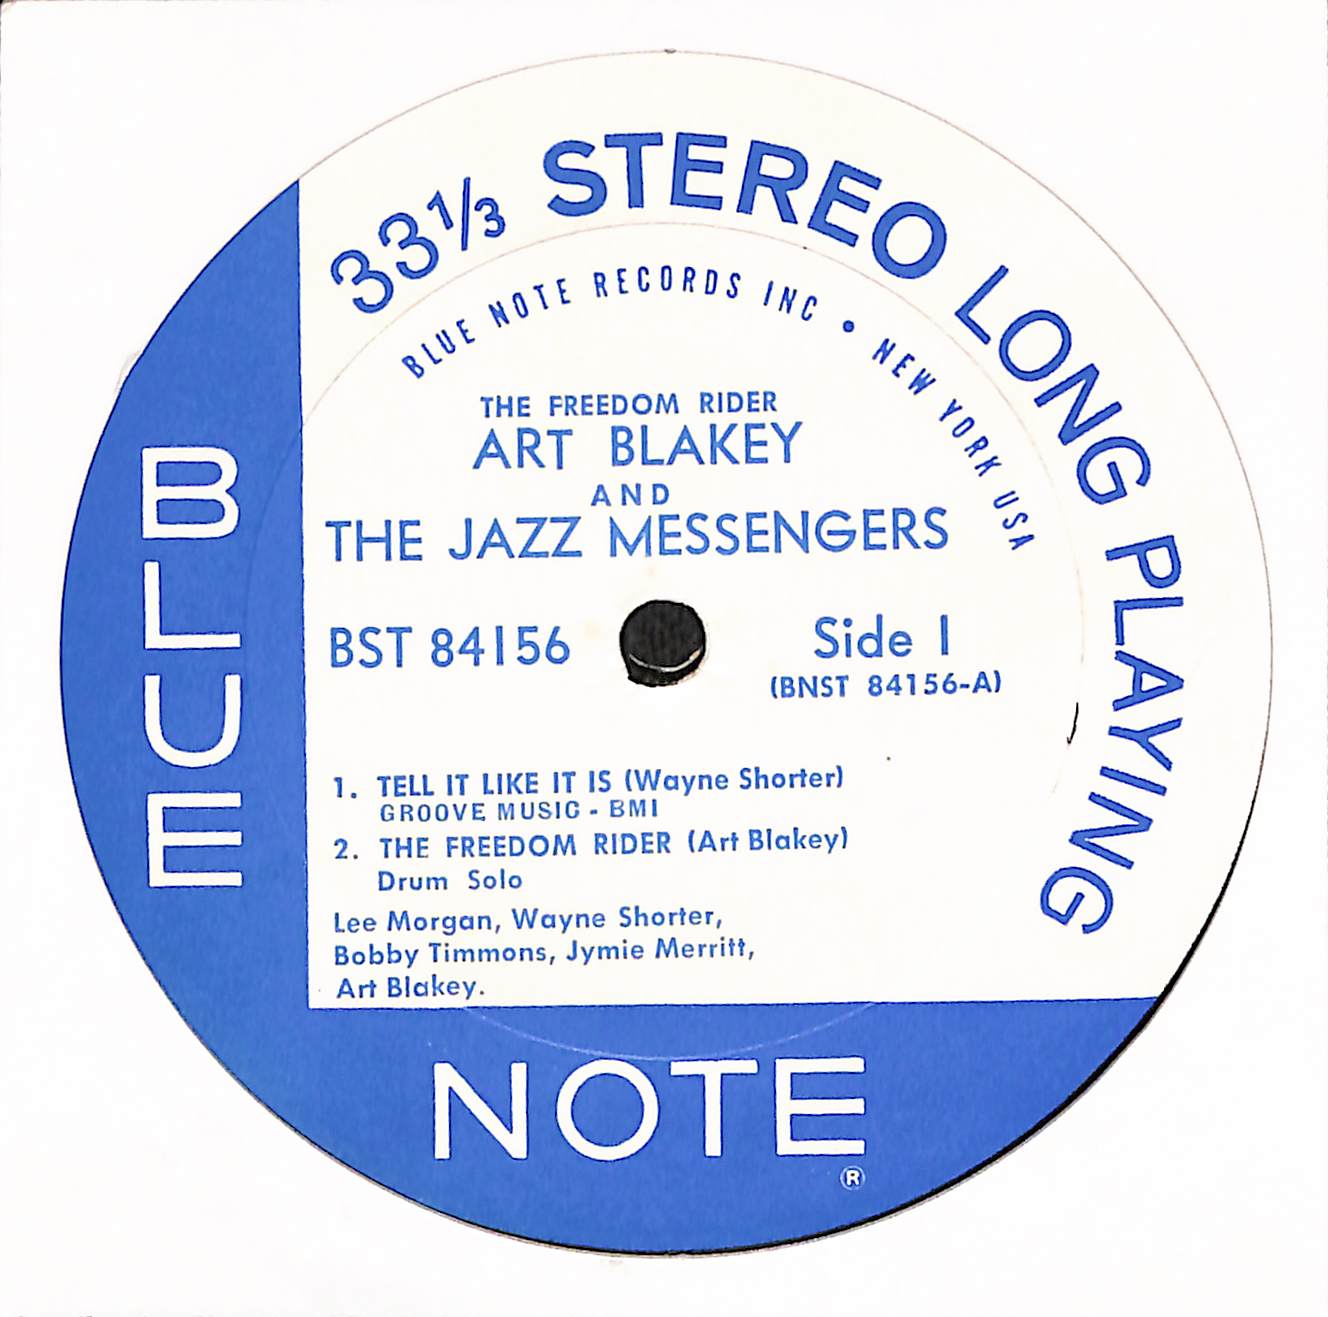 33⅓ STEREO LONG PLAYING
BLUE NOTE RECORDS INC • NEW YORK USA
THE FREEDOM RIDER
ART BLAKEY
AND
THE JAZZ MESSENGERS
BST 84156
Side 1
(BNST 84156-A)
1. TELL IT LIKE IT IS (Wayne Shorter)
GROOVE MUSIC - BMI
2. THE FREEDOM RIDER (Art Blakey)
Drum Solo
Lee Morgan, Wayne Shorter,
Bobby Timmons, Jymie Merritt,
Art Blakey.
BLUE
NOTE
®